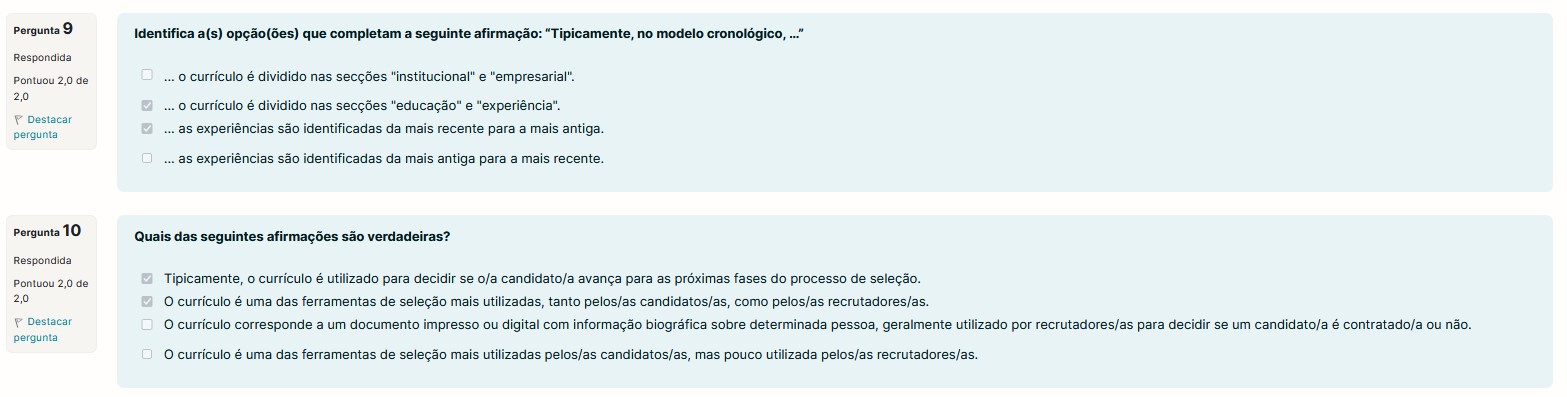 Pergunta 9
Respondida
Pontuou 2,0 de
2,0
Destacar
pergunta
Identifica a(s) opção(ões) que completam a seguinte afirmação: “Tipicamente, no modelo cronológico, ...”
... o currículo é dividido nas secções "institucional" e "empresarial".
... o currículo é dividido nas secções "educação" e "experiência".
... as experiências são identificadas da mais recente para a mais antiga.
... as experiências são identificadas da mais antiga para a mais recente.
Pergunta 10
Respondida
Pontuou 2,0 de
2,0
Destacar
pergunta
Quais das seguintes afirmações são verdadeiras?
Tipicamente, o currículo é utilizado para decidir se o/a candidato/a avança para as próximas fases do processo de seleção.
O currículo é uma das ferramentas de seleção mais utilizadas, tanto pelos/as candidatos/as, como pelos/as recrutadores/as.
O currículo corresponde a um documento impresso ou digital com informação biográfica sobre determinada pessoa, geralmente utilizado por recrutadores/as para decidir se um candidato/a é contratado/a ou não.
O currículo é uma das ferramentas de seleção mais utilizadas pelos/as candidatos/as, mas pouco utilizada pelos/as recrutadores/as.